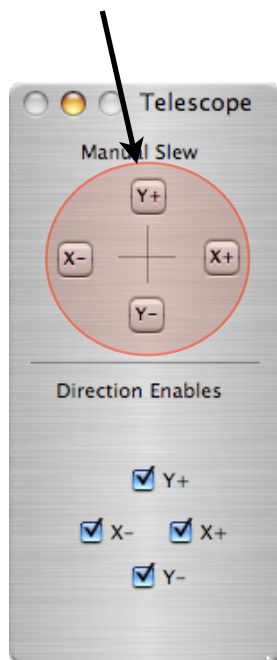 Telescope
Manual Slew
Y+
X-
X+
Y-
Direction Enables
Y+
X- X+
Y-